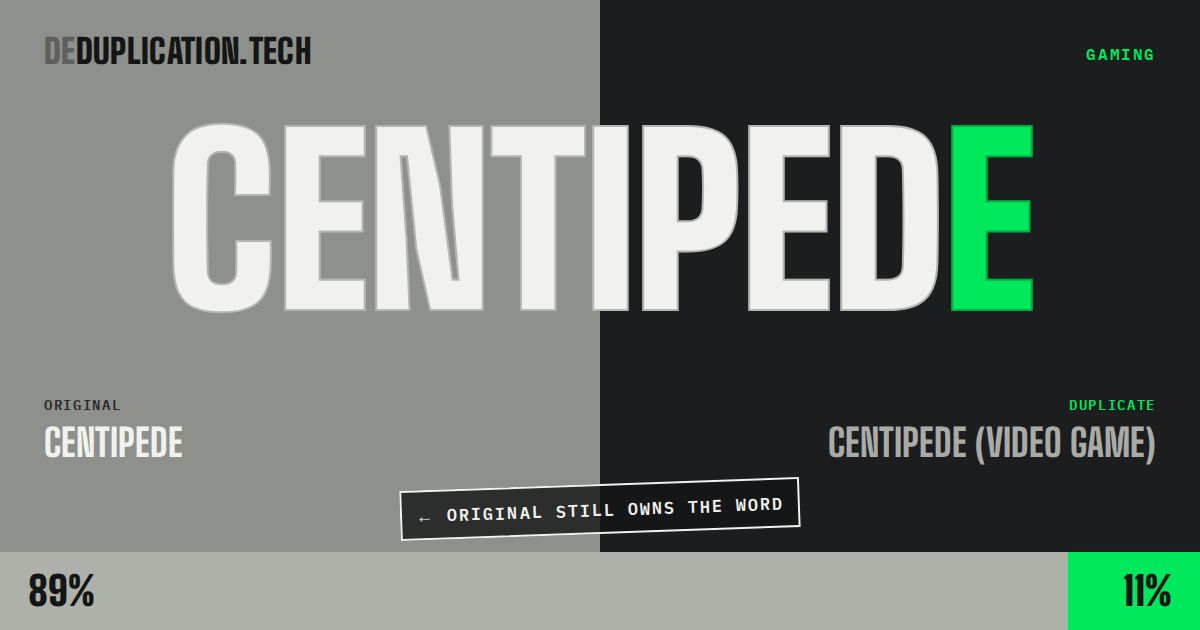 DEDUPLICATION.TECH
GAMING
CENTIPEDE
ORIGINAL
CENTIPEDE
DUPLICATE
CENTIPEDE (VIDEO GAME)
← ORIGINAL STILL OWNS THE WORD
89%
11%